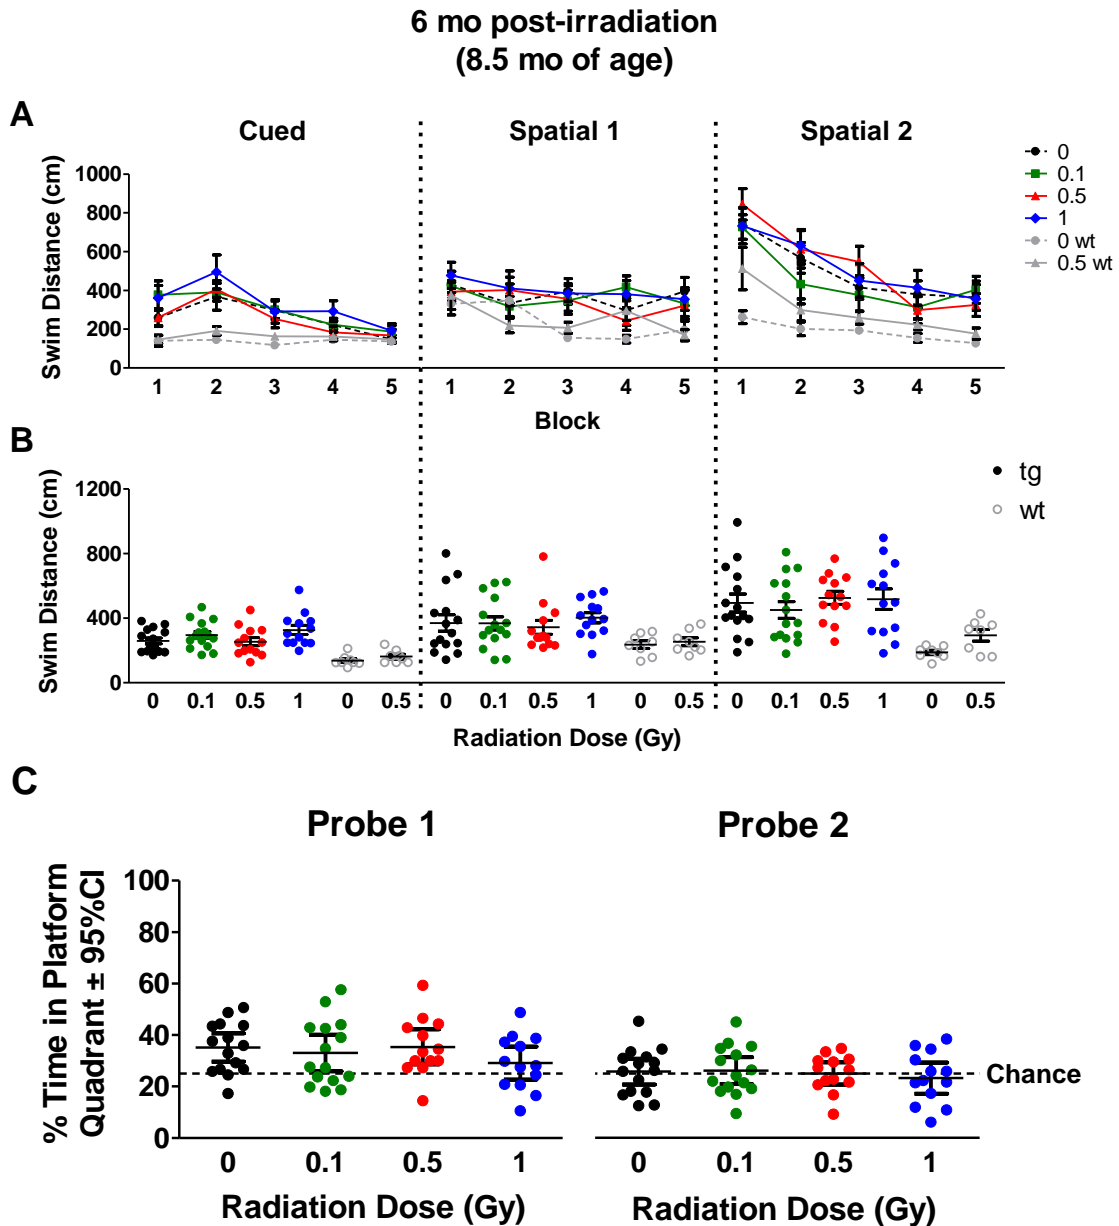 6 mo post-irradiation
(8.5 mo of age)
A
Cued
Spatial 1
Spatial 2
Swim Distance (cm)
1000
800
600
400
200
0
1 2 3 4 5
1 2 3 4 5
1 2 3 4 5
Block
0
0.1
0.5
1
0 wt
0.5 wt
B
Swim Distance (cm)
1200
800
400
0
tg
wt
0 0.1 0.5 1 0 0.5
0 0.1 0.5 1 0 0.5
0 0.1 0.5 1 0 0.5
Radiation Dose (Gy)
C
Probe 1
Probe 2
% Time in Platform
Quadrant ± 95%CI
100
80
60
40
20
0
Chance
0 0.1 0.5 1
0 0.1 0.5 1
Radiation Dose (Gy)
Radiation Dose (Gy)